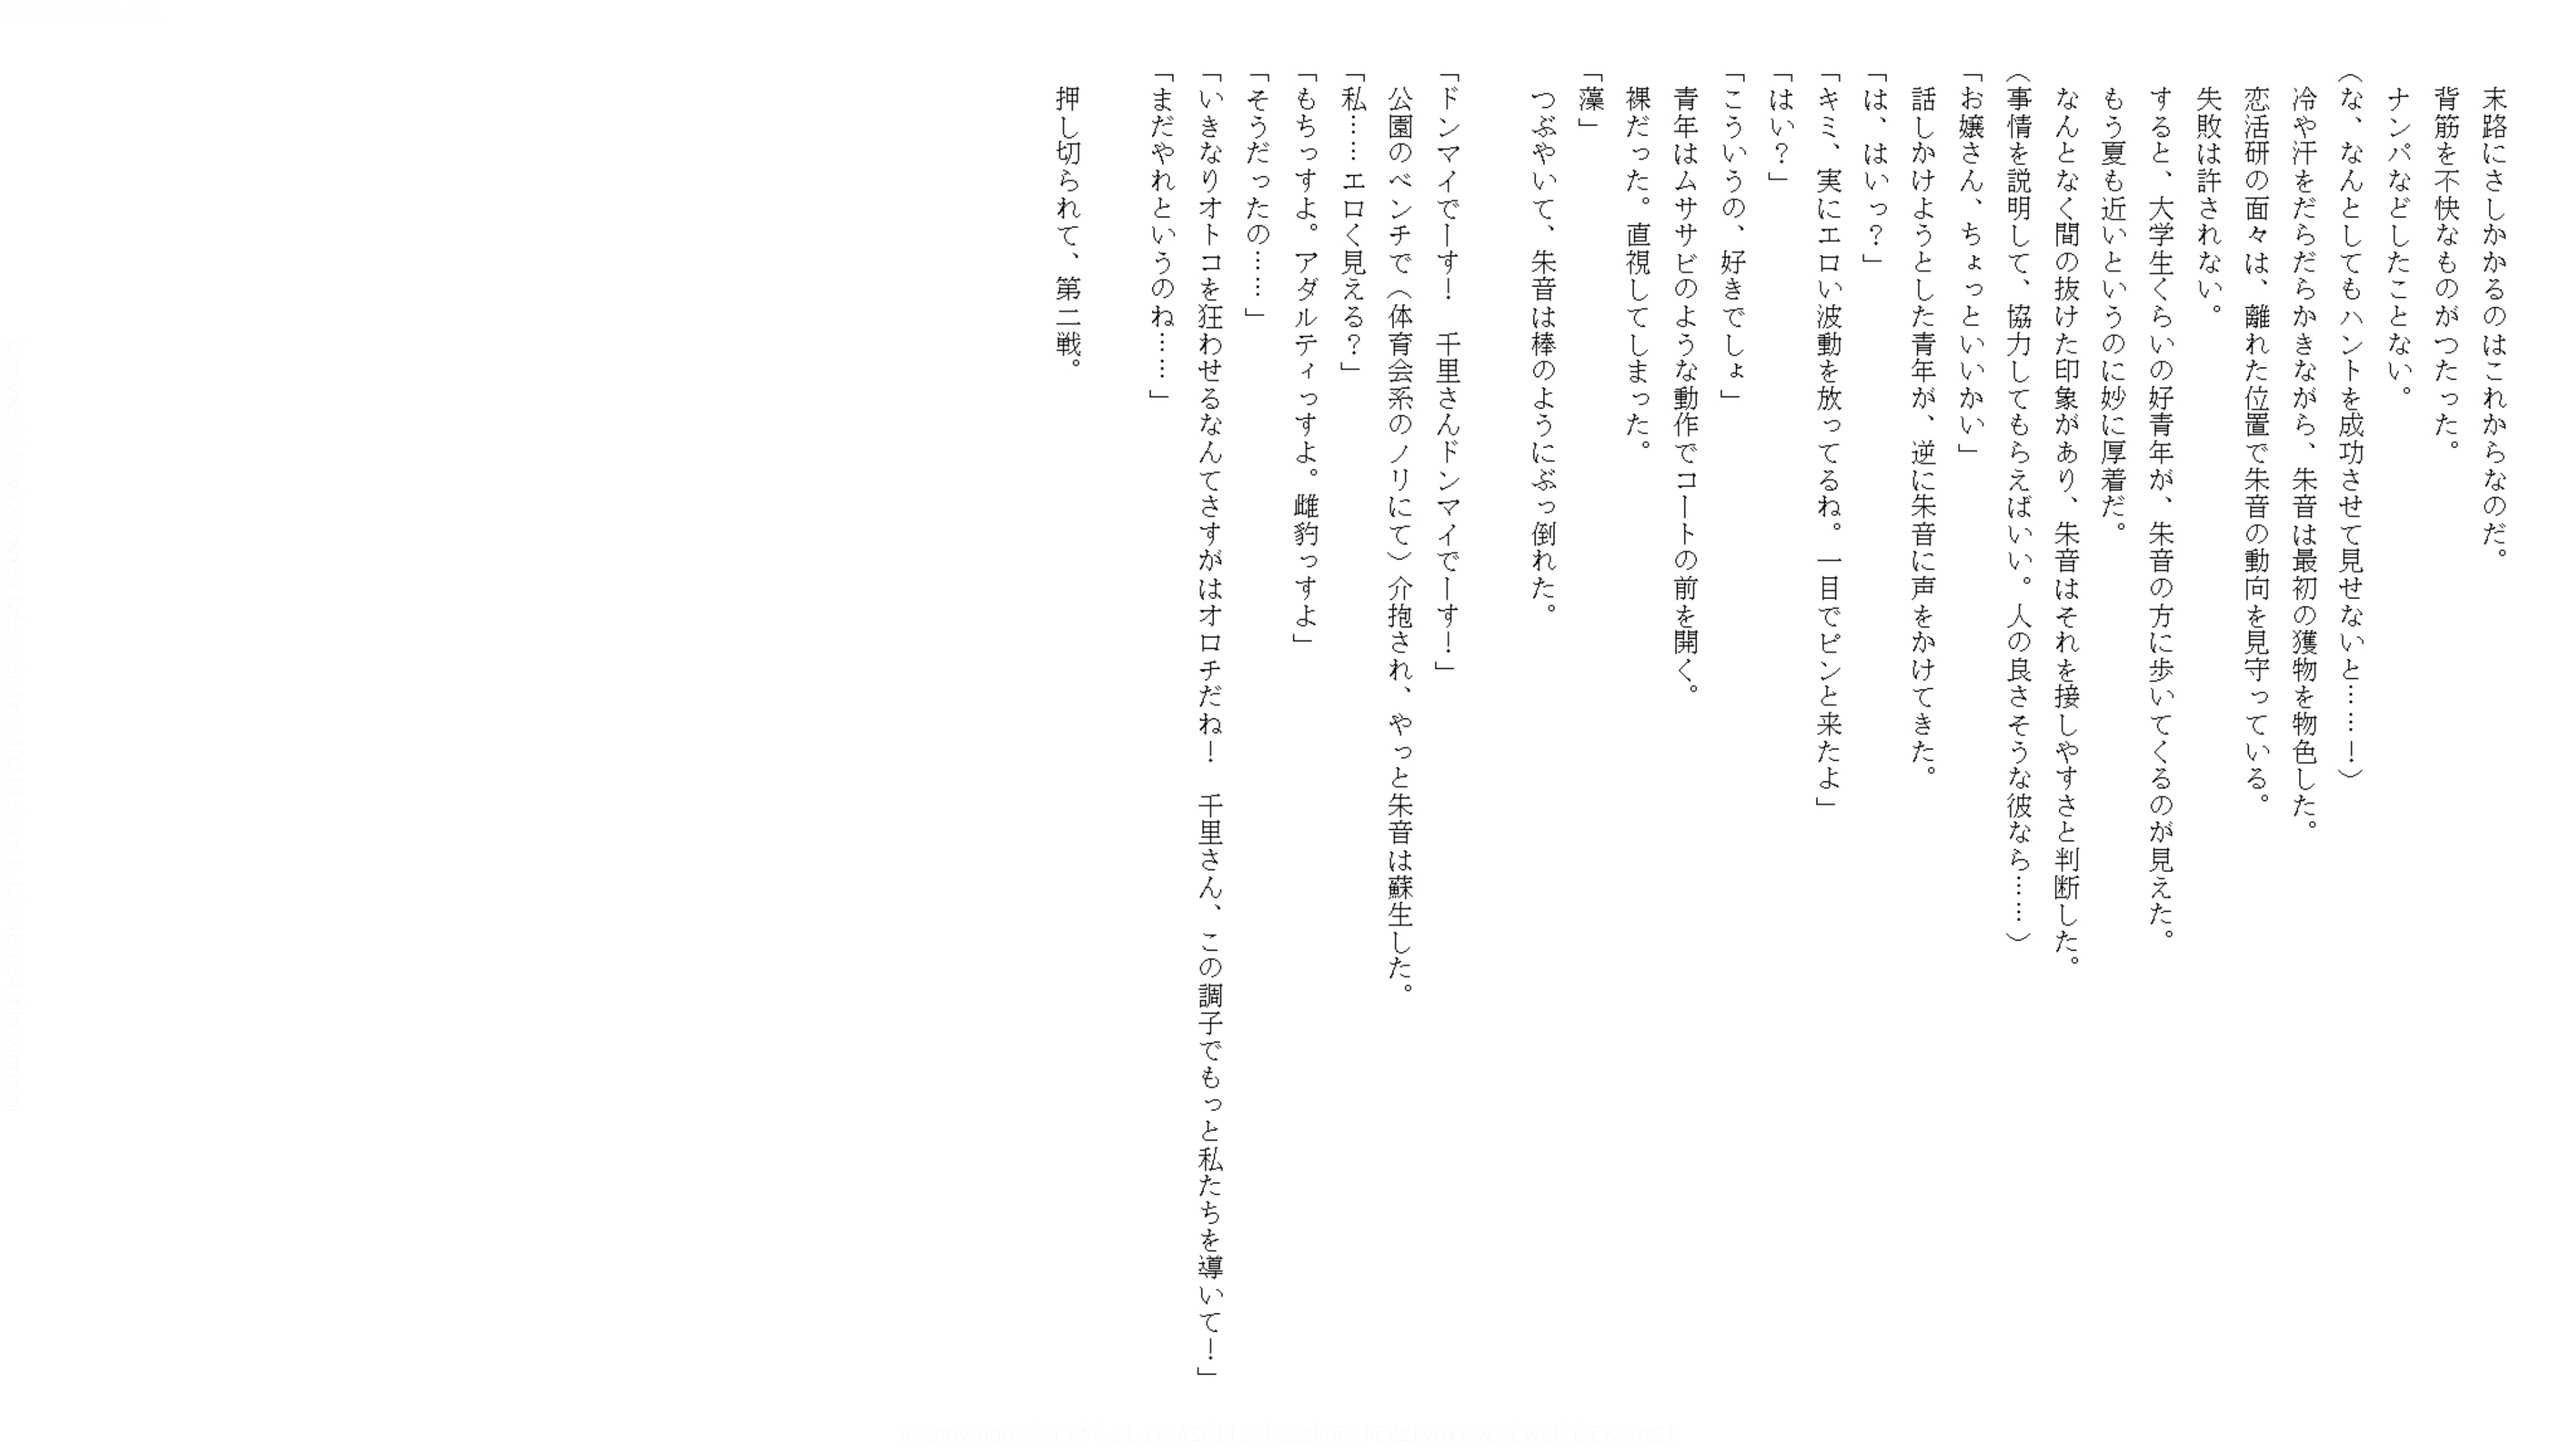 末路にさしかかるのはこれからなのだ。
背筋を不快なものがつたった。
ナンパなどしたことない。
（な、なんとしてもハントを成功させて見せないと……！）
冷や汗をだらだらかきながら、朱音は最初の獲物を物色した。
恋活研の面々は、離れた位置で朱音の動向を見守っている。
失敗は許されない。
すると、大学生くらいの好青年が、朱音の方に歩いてくるのが見えた。
もう夏も近いというのに妙に厚着だ。
なんとなく間の抜けた印象があり、朱音はそれを接しやすさと判断した。
（事情を説明して、協力してもらえばいい。人の良さそうな彼なら……）
「お嬢さん、ちょっといいかい」
話しかけようとした青年が、逆に朱音に声をかけてきた。
「は、はいっ？」
「キミ、実にエロい波動を放ってるね。一目でピンと来たよ」
「はい？」
「こういうの、好きでしょ」
青年はムササビのような動作でコートの前を開く。
裸だった。直視してしまった。
「藻」
つぶやいて、朱音は棒のようにぶっ倒れた。
「ドンマイでーす！　千里さんドンマイでーす！」
公園のベンチで（体育会系のノリにて）介抱され、やっと朱音は蘇生した。
「私……エロく見える？」
「もちっすよ。アダルティっすよ。雌豹っすよ」
「そうだったの……」
「いきなりオトコを狂わせるなんてさすがはオロチだね！　千里さん、この調子でもっと私たちを導いて！」
「まだやれというのね……」
押し切られて、第二戦。